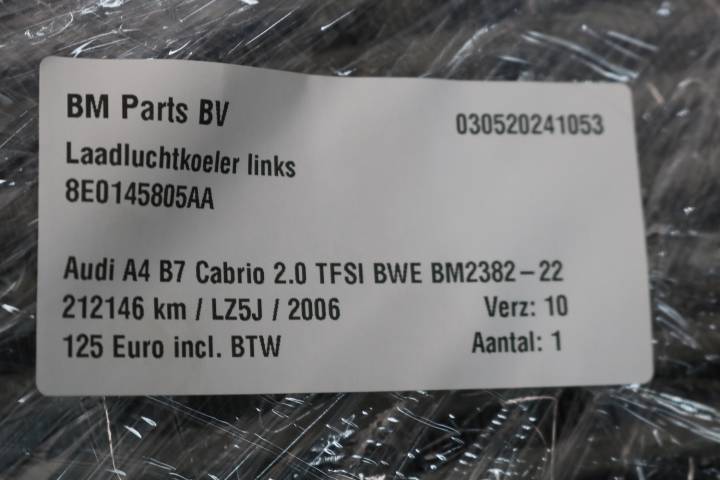 BM Parts BV
030520241053
Laadluchtkoeler links
8E0145805AA
Audi A4 B7 Cabrio 2.0 TFSI BWE BM2382-22
212146 km / LZ5J / 2006 Verz: 10
125 Euro incl. BTW Aantal: 1